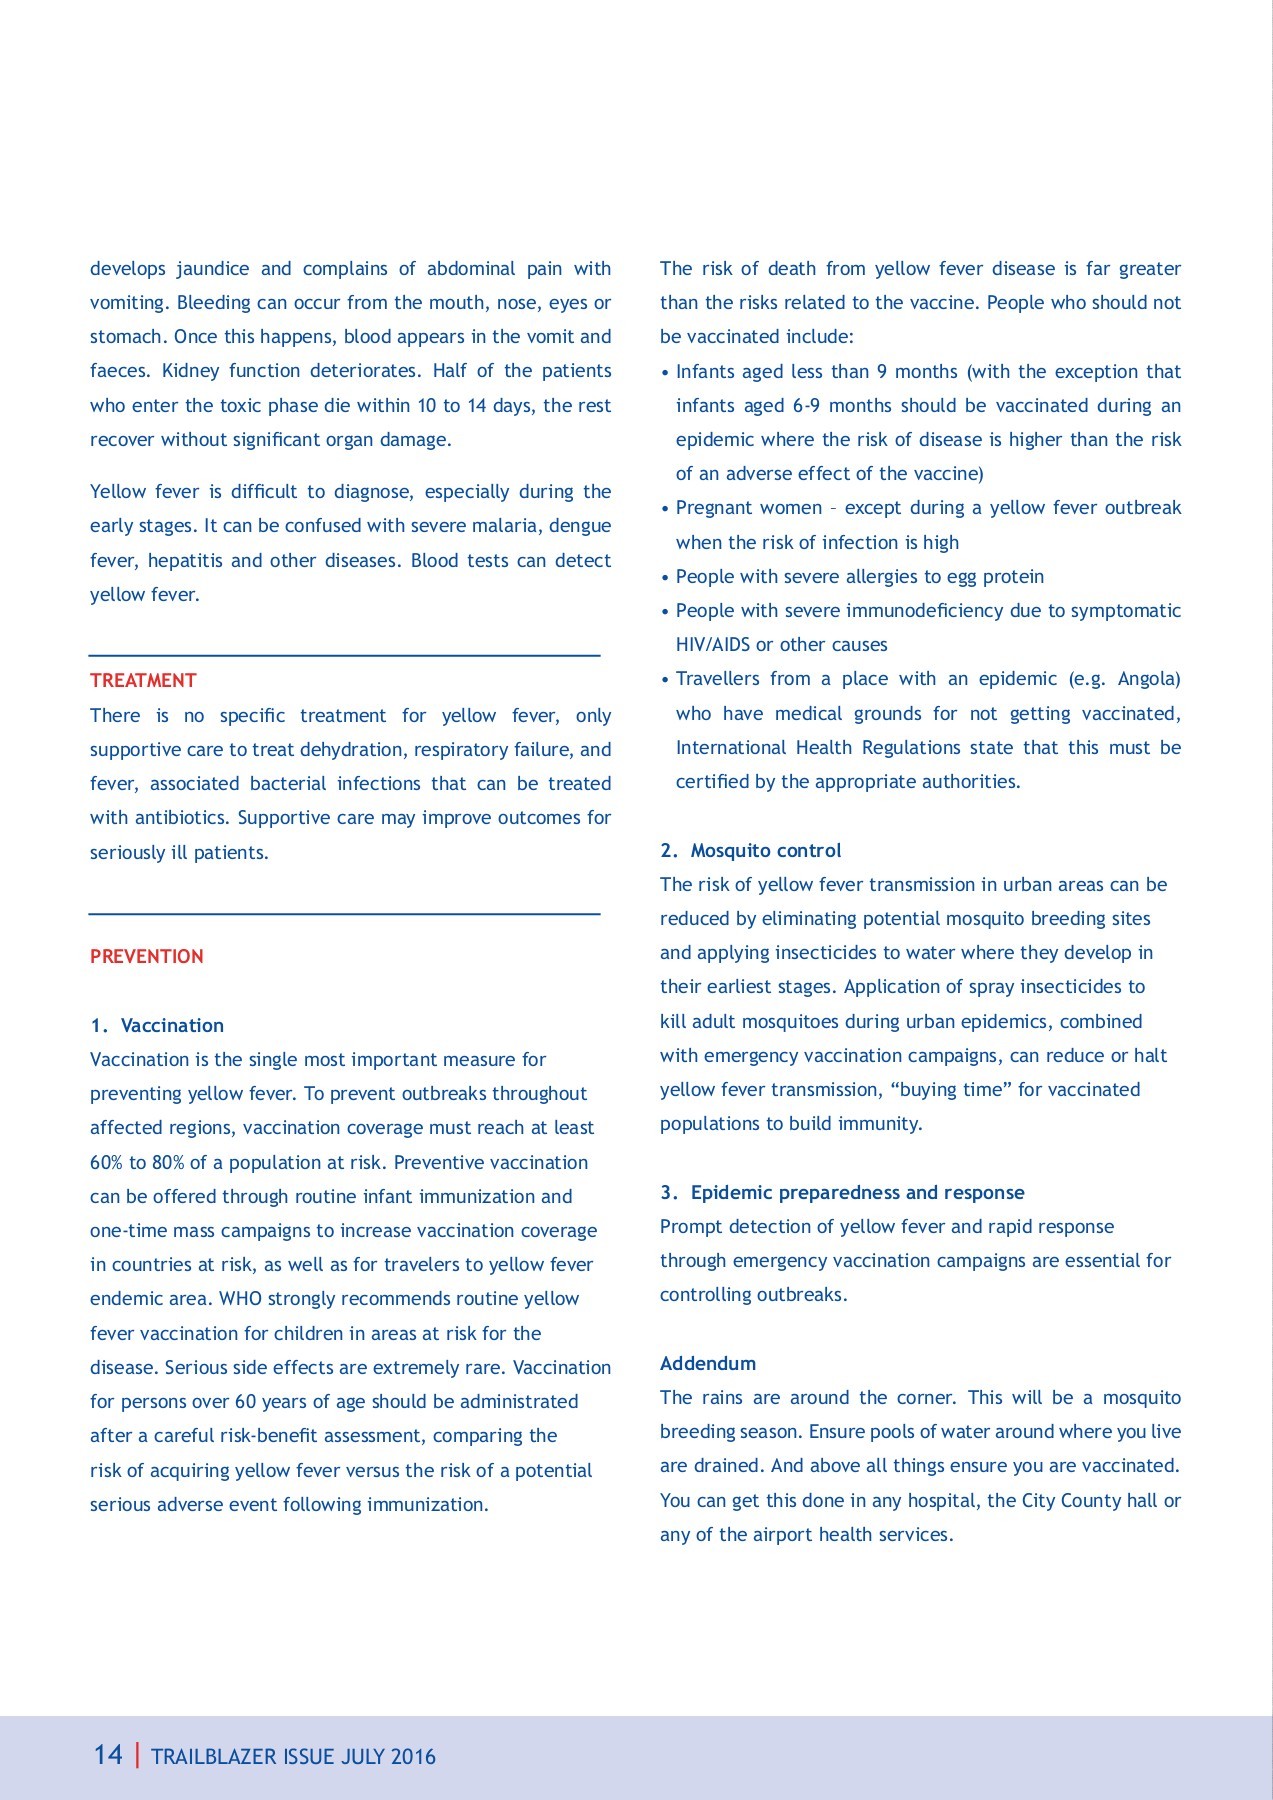 develops jaundice and complains of abdominal pain with
vomiting. Bleeding can occur from the mouth, nose, eyes or
stomach. Once this happens, blood appears in the vomit and
faeces. Kidney function deteriorates. Half of the patients
who enter the toxic phase die within 10 to 14 days, the rest
recover without significant organ damage.
Yellow fever is difficult to diagnose, especially during the
early stages. It can be confused with severe malaria, dengue
fever, hepatitis and other diseases. Blood tests can detect
yellow fever.
TREATMENT
There is no specific treatment for yellow fever, only
supportive care to treat dehydration, respiratory failure, and
fever, associated bacterial infections that can be treated
with antibiotics. Supportive care may improve outcomes for
seriously ill patients.
PREVENTION
1. Vaccination
Vaccination is the single most important measure for
preventing yellow fever. To prevent outbreaks throughout
affected regions, vaccination coverage must reach at least
60% to 80% of a population at risk. Preventive vaccination
can be offered through routine infant immunization and
one-time mass campaigns to increase vaccination coverage
in countries at risk, as well as for travelers to yellow fever
endemic area. WHO strongly recommends routine yellow
fever vaccination for children in areas at risk for the
disease. Serious side effects are extremely rare. Vaccination
for persons over 60 years of age should be administrated
after a careful risk-benefit assessment, comparing the
risk of acquiring yellow fever versus the risk of a potential
serious adverse event following immunization.
The risk of death from yellow fever disease is far greater
than the risks related to the vaccine. People who should not
be vaccinated include:
• Infants aged less than 9 months (with the exception that
infants aged 6-9 months should be vaccinated during an
epidemic where the risk of disease is higher than the risk
of an adverse effect of the vaccine)
• Pregnant women – except during a yellow fever outbreak
when the risk of infection is high
• People with severe allergies to egg protein
• People with severe immunodeficiency due to symptomatic
HIV/AIDS or other causes
• Travellers from a place with an epidemic (e.g. Angola)
who have medical grounds for not getting vaccinated,
International Health Regulations state that this must be
certified by the appropriate authorities.
2. Mosquito control
The risk of yellow fever transmission in urban areas can be
reduced by eliminating potential mosquito breeding sites
and applying insecticides to water where they develop in
their earliest stages. Application of spray insecticides to
kill adult mosquitoes during urban epidemics, combined
with emergency vaccination campaigns, can reduce or halt
yellow fever transmission, “buying time” for vaccinated
populations to build immunity.
3. Epidemic preparedness and response
Prompt detection of yellow fever and rapid response
through emergency vaccination campaigns are essential for
controlling outbreaks.
Addendum
The rains are around the corner. This will be a mosquito
breeding season. Ensure pools of water around where you live
are drained. And above all things ensure you are vaccinated.
You can get this done in any hospital, the City County hall or
any of the airport health services.
14 | TRAILBLAZER ISSUE JULY 2016